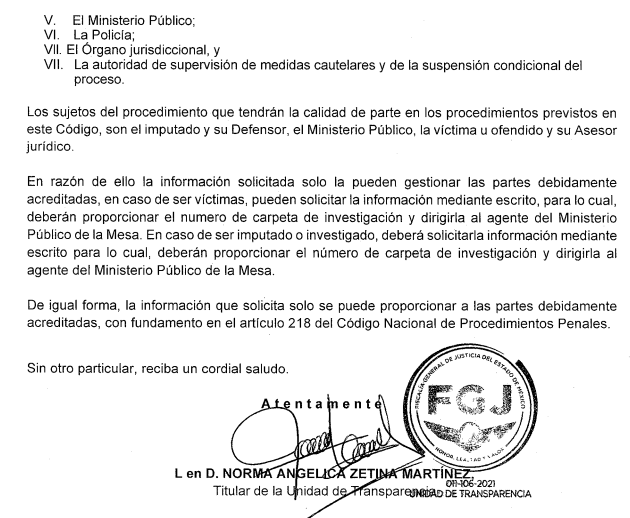 V. El Ministerio Público;
VI. La Policía;
VII. El Órgano jurisdiccional, y
VII. La autoridad de supervisión de medidas cautelares y de la suspensión condicional del
proceso.
Los sujetos del procedimiento que tendrán la calidad de parte en los procedimientos previstos en
este Código, son el imputado y su Defensor, el Ministerio Público, la víctima u ofendido y su Asesor
jurídico.
En razón de ello la información solicitada solo la pueden gestionar las partes debidamente
acreditadas, en caso de ser víctimas, pueden solicitar la información mediante escrito, para lo cual,
deberán proporcionar el numero de carpeta de investigación y dirigirla al agente del Ministerio
Público de la Mesa. En caso de ser imputado o investigado, deberá solicitarla información mediante
escrito para lo cual, deberán proporcionar el número de carpeta de investigación y dirigirla al
agente del Ministerio Público de la Mesa.
De igual forma, la información que solicita solo se puede proporcionar a las partes debidamente
acreditadas, con fundamento en el artículo 218 del Código Nacional de Procedimientos Penales.
Sin otro particular, reciba un cordial saludo.
Atentamente
FISCALÍA GENERAL DE JUSTICIA DEL ESTADO DE MÉXICO
FGJ
HONOR, LEALTAD Y VALOR
L en D. NORMA ANGELICA ZETINA MARTÍNEZ,
011-106-2021
Titular de la Unidad de Transparencia
UNIDAD DE TRANSPARENCIA